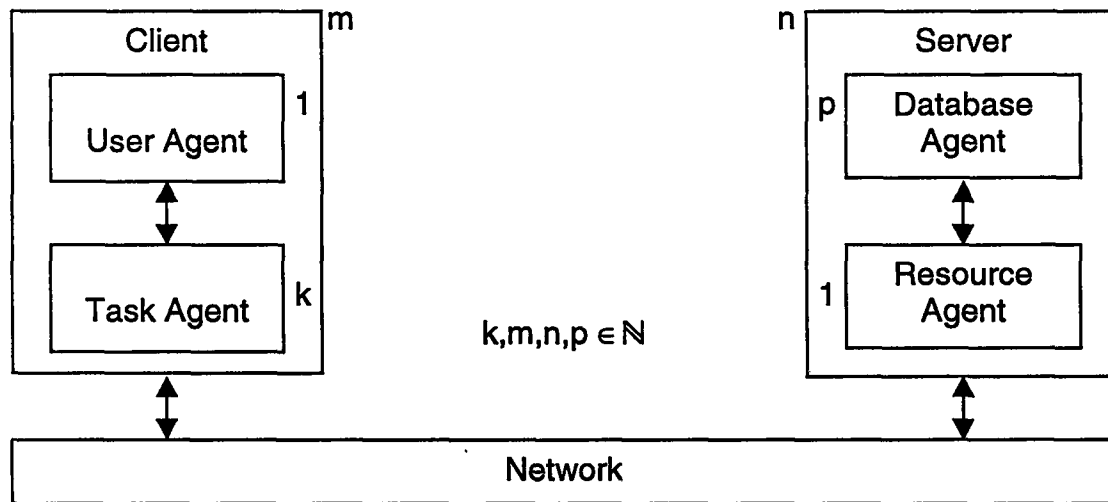 Client
m
1
User Agent
Task Agent
k
k,m,n,p ∈ ℕ
n
Server
p
Database
Agent
1
Resource
Agent
Network